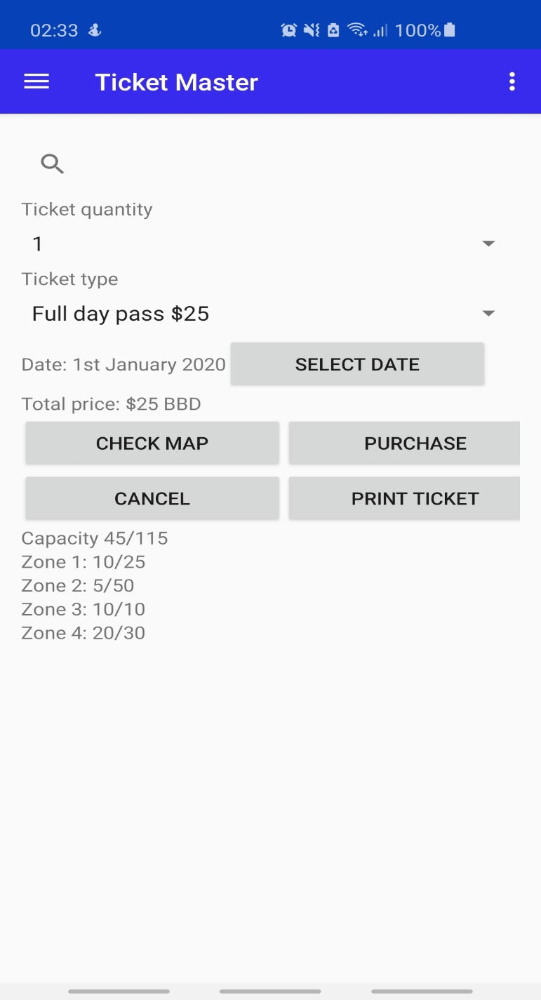 02:33 100%
Ticket Master
Ticket quantity
1
Ticket type
Full day pass $25
Date: 1st January 2020 SELECT DATE
Total price: $25 BBD
CHECK MAP PURCHASE
CANCEL PRINT TICKET
Capacity 45/115
Zone 1: 10/25
Zone 2: 5/50
Zone 3: 10/10
Zone 4: 20/30